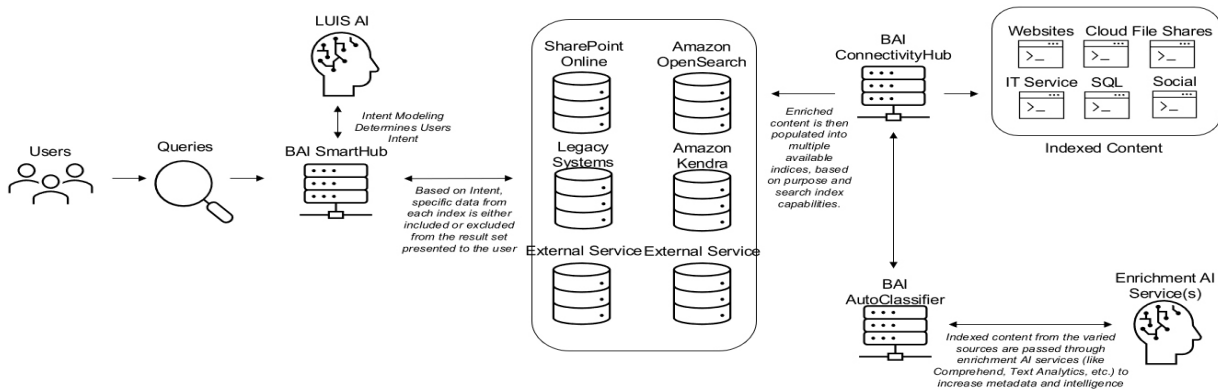 LUIS AI
Intent Modeling
Determines Users
Intent
Users
Queries
BAI SmartHub
Based on Intent,
specific data from
each index is either
included or excluded
from the result set
presented to the user
SharePoint
Online
Amazon
OpenSearch
Legacy
Systems
Amazon
Kendra
External Service
External Service
BAI
ConnectivityHub
Enriched
content is then
populated into
multiple
available
indices, based
on purpose and
search index
capabilities.
Websites
Cloud File Shares
IT Service
SQL
Social
Indexed Content
BAI
AutoClassifier
Enrichment AI
Service(s)
Indexed content from the varied
sources are passed through
enrichment AI services (like
Comprehend, Text Analytics, etc.) to
increase metadata and intelligence